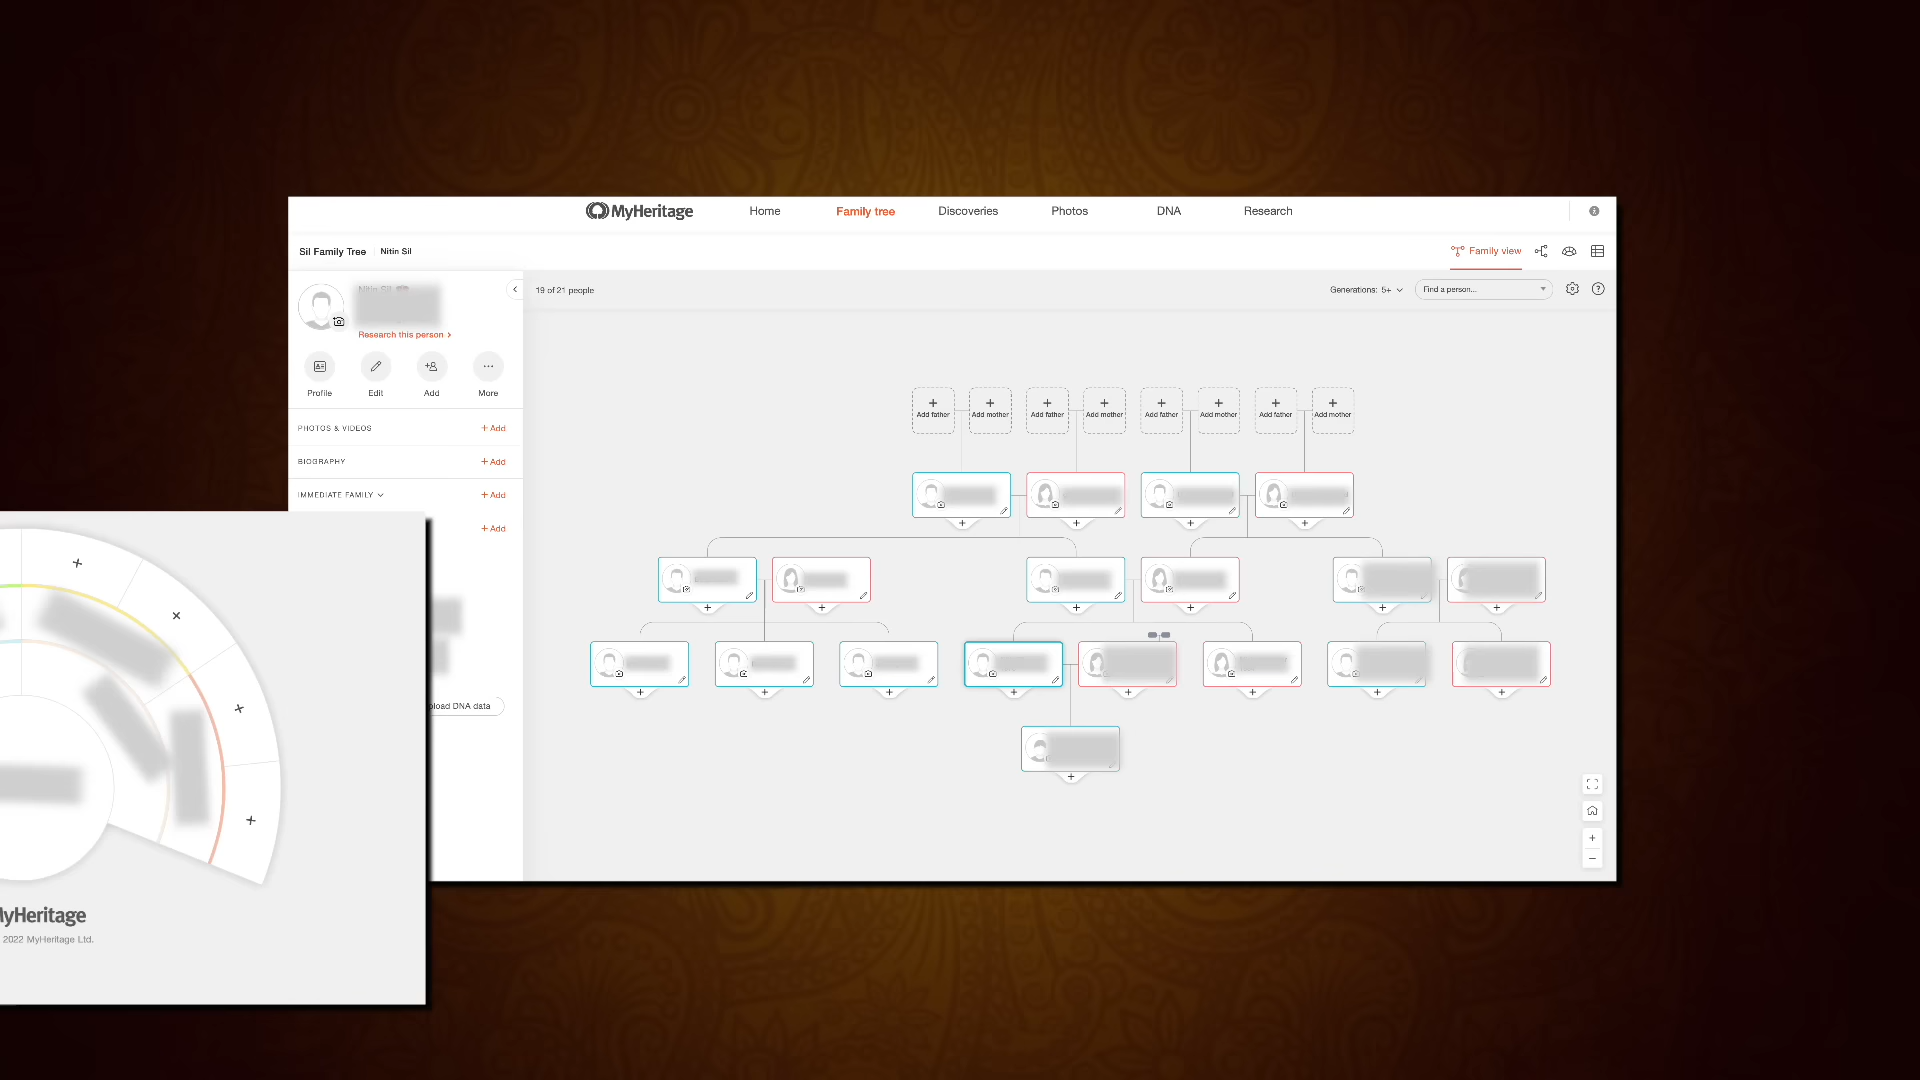 MyHeritage
Home
Family tree
Discoveries
Photos
DNA
Research
Sil Family Tree
Nitin Sil
Family view
19 of 21 people
Generations: 5+
Find a person...
Research this person
Profile
Edit
Add
More
PHOTOS & VIDEOS
+ Add
BIOGRAPHY
+ Add
IMMEDIATE FAMILY
+ Add
+ Add
pload DNA data
Add father
Add mother
Add father
Add mother
Add father
Add mother
Add father
Add mother
MyHeritage
2022 MyHeritage Ltd.